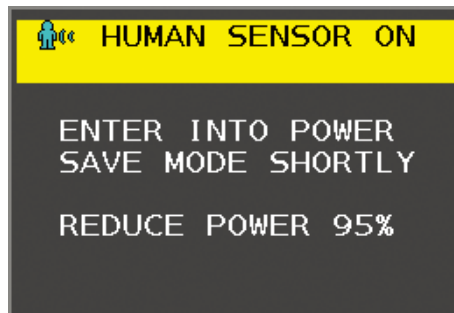 HUMAN SENSOR ON
ENTER INTO POWER
SAVE MODE SHORTLY
REDUCE POWER 95%